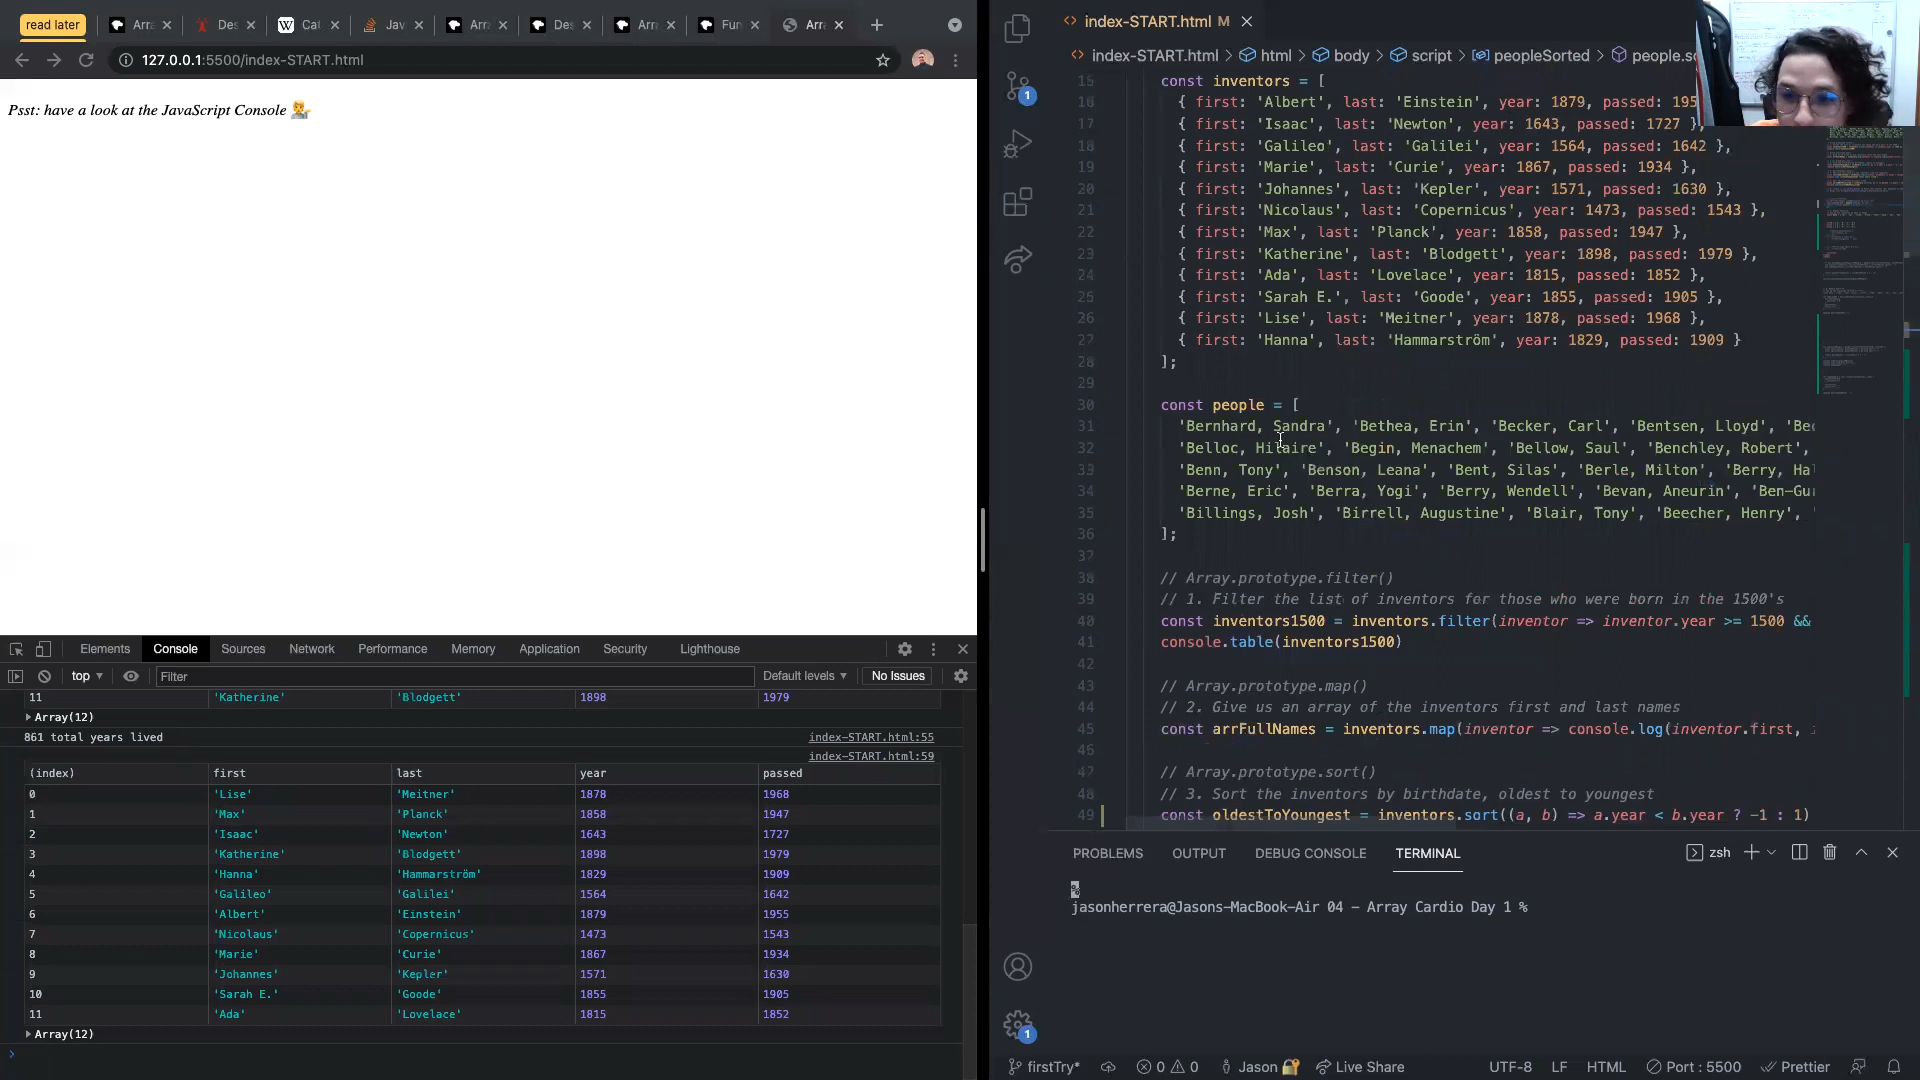 read later
Arra
Des
Cat
Jav
Arra
Des
Arra
Fun
Arra
127.0.0.1:5500/index-START.html
Psst: have a look at the JavaScript Console
Elements Console Sources Network Performance Memory Application Security Lighthouse
top
Filter
Default levels
No Issues
11 'Katherine' 'Blodgett' 1898 1979
Array(12)
861 total years lived index-START.html:55
index-START.html:59
(index) first last year passed
0 'Lise' 'Meitner' 1878 1968
1 'Max' 'Planck' 1858 1947
2 'Isaac' 'Newton' 1643 1727
3 'Katherine' 'Blodgett' 1898 1979
4 'Hanna' 'Hammarström' 1829 1909
5 'Galileo' 'Galilei' 1564 1642
6 'Albert' 'Einstein' 1879 1955
7 'Nicolaus' 'Copernicus' 1473 1543
8 'Marie' 'Curie' 1867 1934
9 'Johannes' 'Kepler' 1571 1630
10 'Sarah E.' 'Goode' 1855 1905
11 'Ada' 'Lovelace' 1815 1852
Array(12)
index-START.html M
index-START.html > html > body > script > peopleSorted > people.so
15 const inventors = [
16 { first: 'Albert', last: 'Einstein', year: 1879, passed: 195
17 { first: 'Isaac', last: 'Newton', year: 1643, passed: 1727 },
18 { first: 'Galileo', last: 'Galilei', year: 1564, passed: 1642 },
19 { first: 'Marie', last: 'Curie', year: 1867, passed: 1934 },
20 { first: 'Johannes', last: 'Kepler', year: 1571, passed: 1630 },
21 { first: 'Nicolaus', last: 'Copernicus', year: 1473, passed: 1543 },
22 { first: 'Max', last: 'Planck', year: 1858, passed: 1947 },
23 { first: 'Katherine', last: 'Blodgett', year: 1898, passed: 1979 },
24 { first: 'Ada', last: 'Lovelace', year: 1815, passed: 1852 },
25 { first: 'Sarah E.', last: 'Goode', year: 1855, passed: 1905 },
26 { first: 'Lise', last: 'Meitner', year: 1878, passed: 1968 },
27 { first: 'Hanna', last: 'Hammarström', year: 1829, passed: 1909 }
28 ];
29
30 const people = [
31 'Bernhard, Sandra', 'Bethea, Erin', 'Becker, Carl', 'Bentsen, Lloyd', 'Bec
32 'Belloc, Hilaire', 'Begin, Menachem', 'Bellow, Saul', 'Benchley, Robert',
33 'Benn, Tony', 'Benson, Leana', 'Bent, Silas', 'Berle, Milton', 'Berry, Hal
34 'Berne, Eric', 'Berra, Yogi', 'Berry, Wendell', 'Bevan, Aneurin', 'Ben-Gur
35 'Billings, Josh', 'Birrell, Augustine', 'Blair, Tony', 'Beecher, Henry', '
36 ];
37
38 // Array.prototype.filter()
39 // 1. Filter the list of inventors for those who were born in the 1500's
40 const inventors1500 = inventors.filter(inventor => inventor.year >= 1500 &&
41 console.table(inventors1500)
42
43 // Array.prototype.map()
44 // 2. Give us an array of the inventors first and last names
45 const arrFullNames = inventors.map(inventor => console.log(inventor.first, i
46
47 // Array.prototype.sort()
48 // 3. Sort the inventors by birthdate, oldest to youngest
49 const oldestToYoungest = inventors.sort((a, b) => a.year < b.year ? -1 : 1)
PROBLEMS OUTPUT DEBUG CONSOLE TERMINAL
zsh
%
jasonherrera@Jasons-MacBook-Air 04 - Array Cardio Day 1 %
1
1
firstTry* 0 0 Jason Live Share UTF-8 LF HTML Port : 5500 Prettier